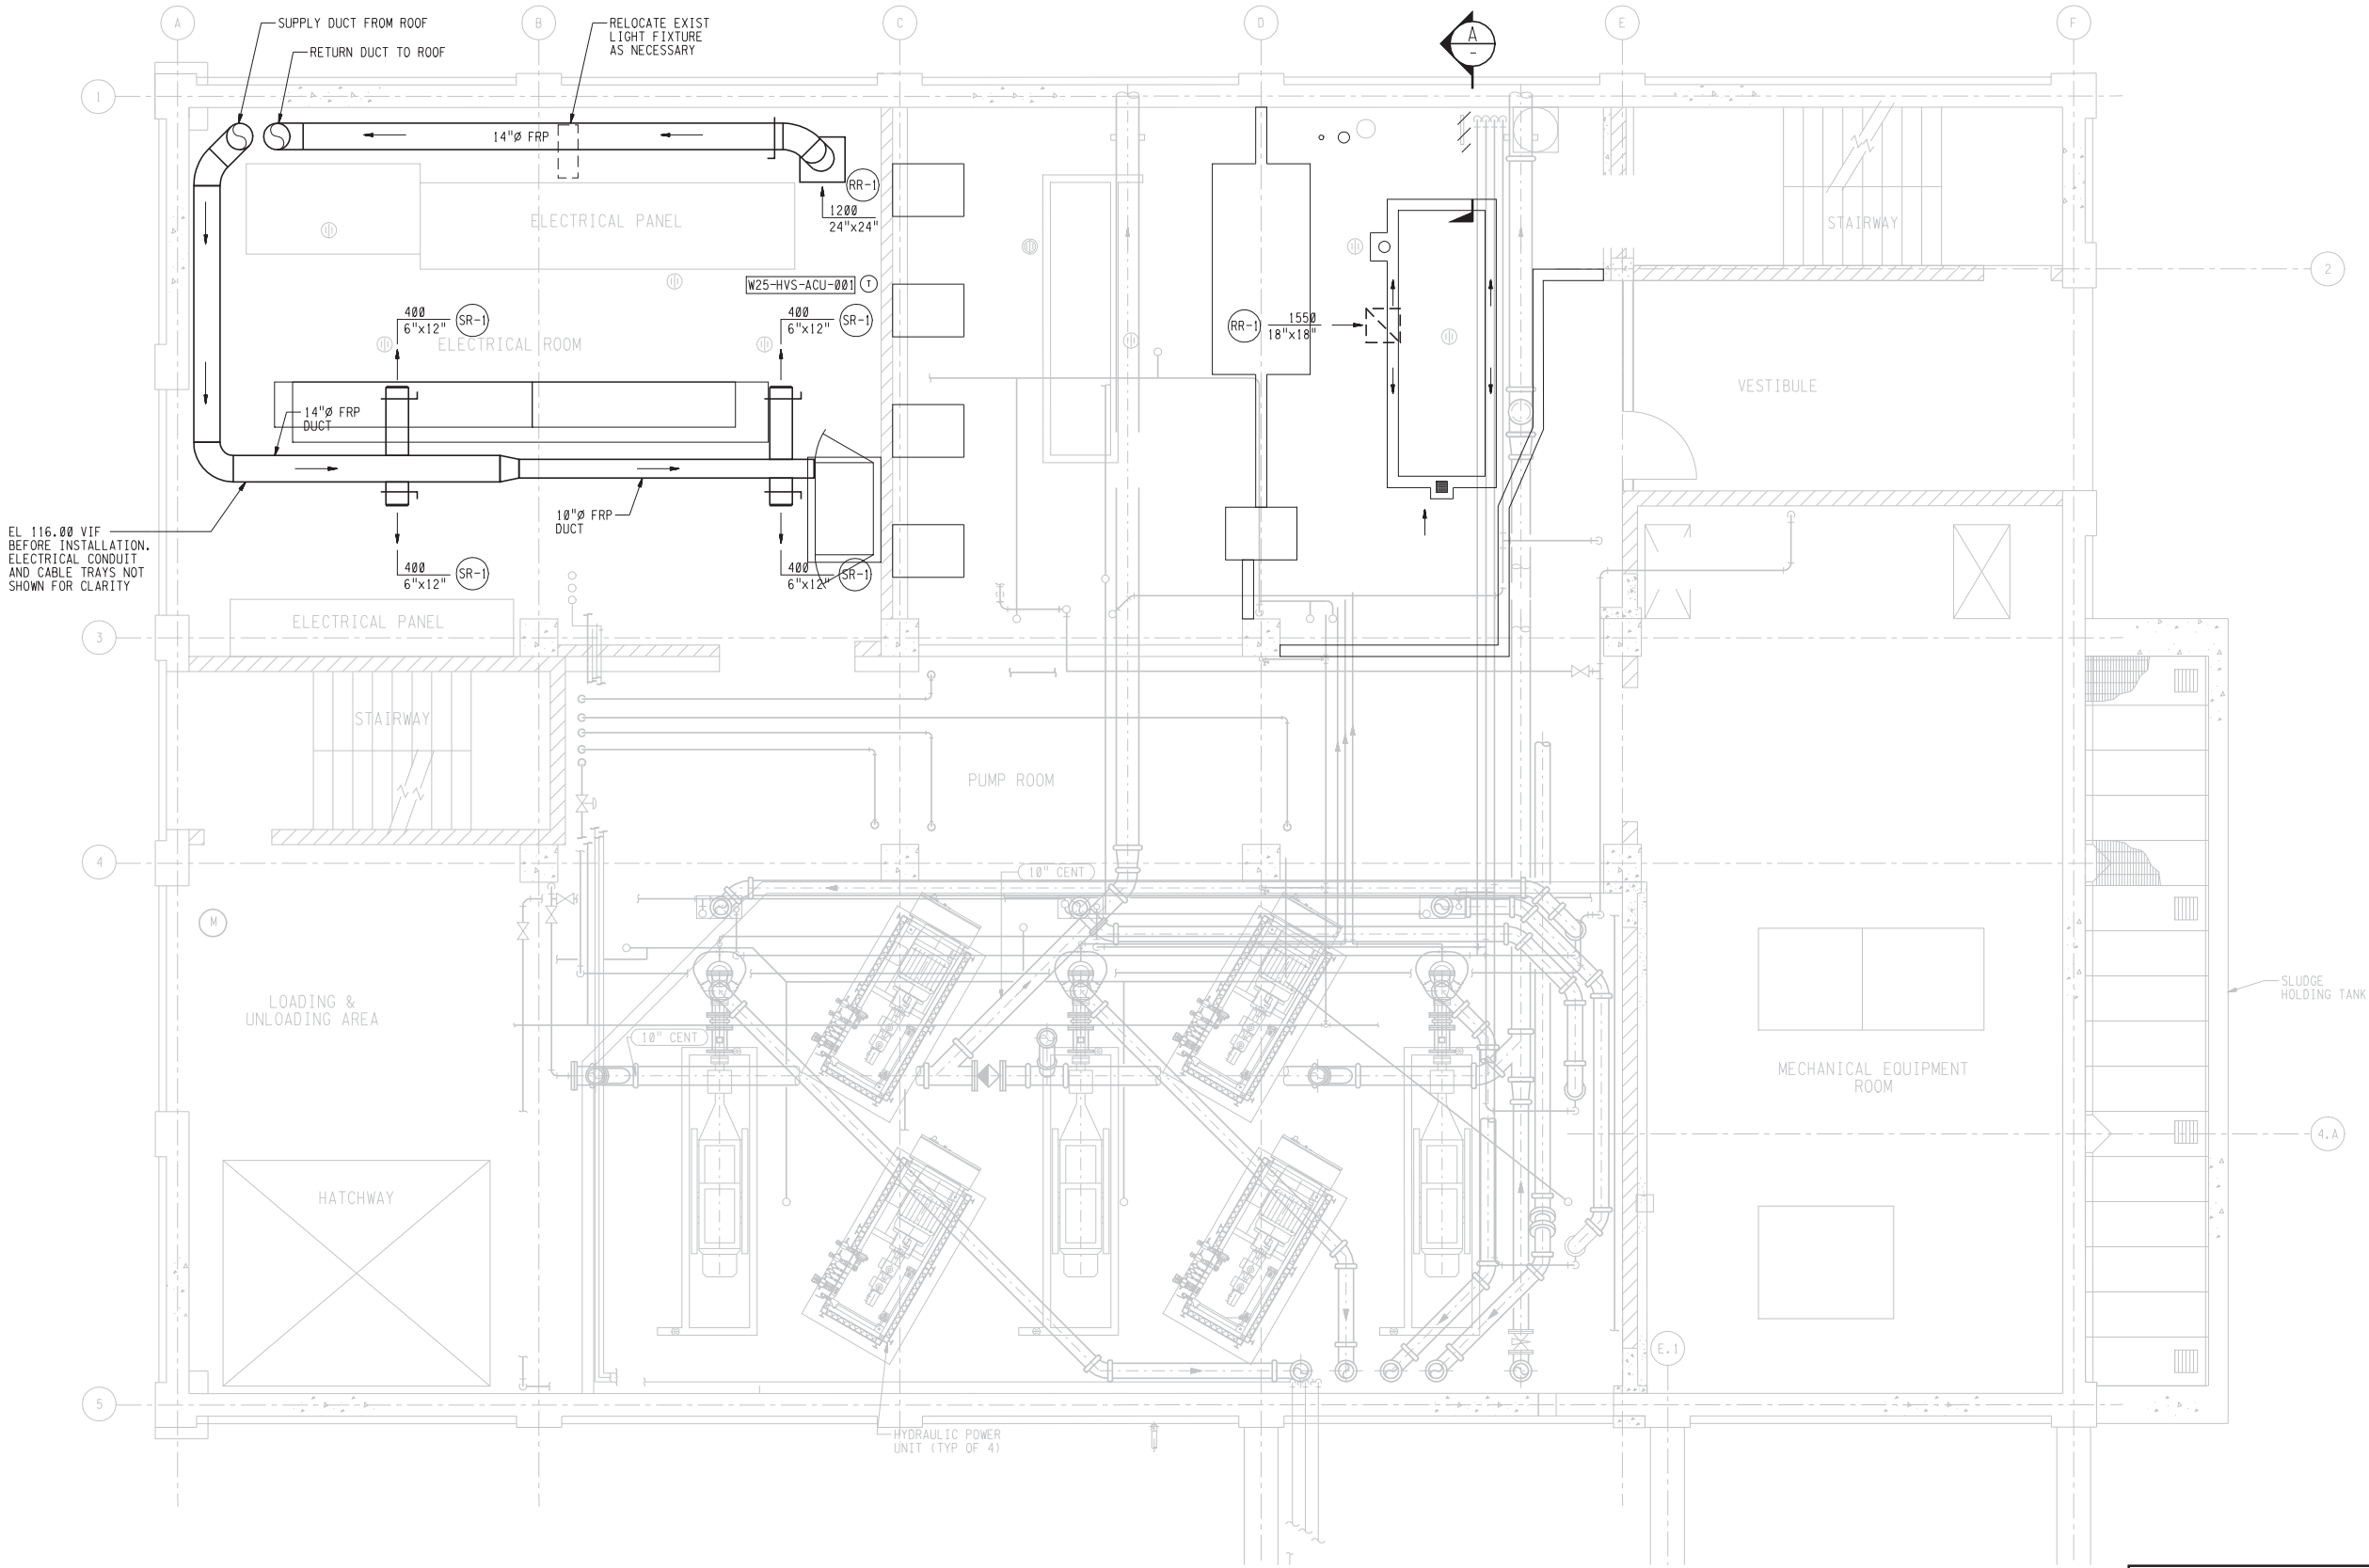 A
B
C
D
E
F
SUPPLY DUCT FROM ROOF
RETURN DUCT TO ROOF
RELOCATE EXIST
LIGHT FIXTURE
AS NECESSARY
A
-
1
14"Ø FRP
RR-1
1200
24"x24"
ELECTRICAL PANEL
STAIRWAY
2
W25-HVS-ACU-001
T
400
6"x12"
SR-1
400
6"x12"
SR-1
ELECTRICAL ROOM
RR-1
1550
18"x18"
VESTIBULE
14"Ø FRP
DUCT
10"Ø FRP
DUCT
EL 116.00 VIF
BEFORE INSTALLATION.
ELECTRICAL CONDUIT
AND CABLE TRAYS NOT
SHOWN FOR CLARITY
400
6"x12"
SR-1
400
6"x12"
SR-1
ELECTRICAL PANEL
3
STAIRWAY
PUMP ROOM
4
10" CENT
M
LOADING &
UNLOADING AREA
10" CENT
SLUDGE
HOLDING TANK
MECHANICAL EQUIPMENT
ROOM
4.A
HATCHWAY
E.1
5
HYDRAULIC POWER
UNIT (TYP OF 4)